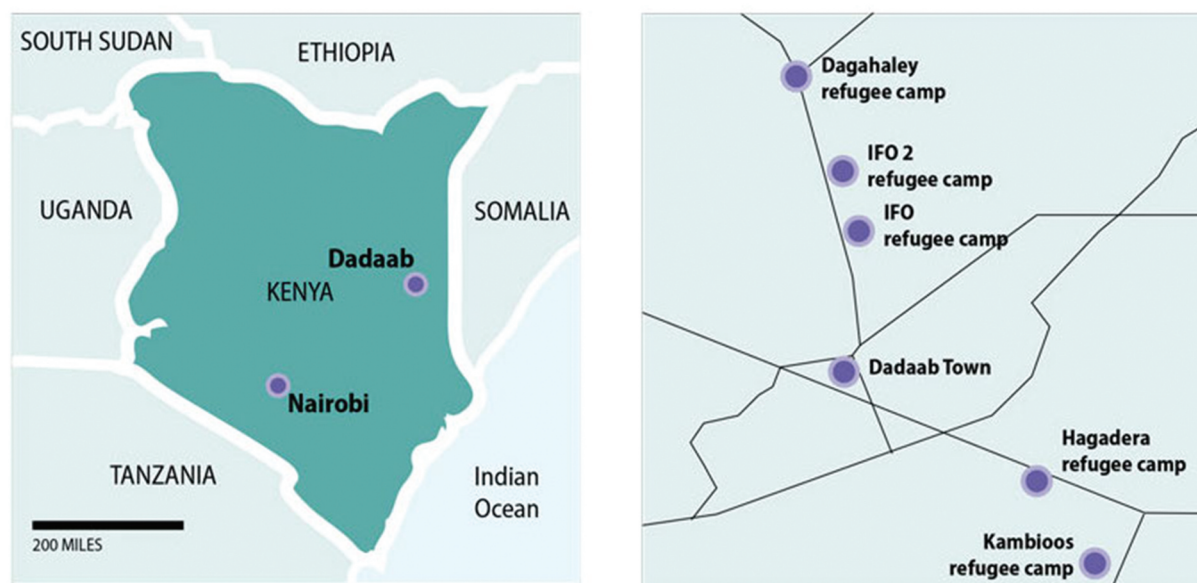 SOUTH SUDAN
ETHIOPIA
UGANDA
SOMALIA
Dadaab
KENYA
Nairobi
TANZANIA
Indian
Ocean
200 MILES
Dagahaley
refugee camp
IFO 2
refugee camp
IFO
refugee camp
Dadaab Town
Hagadera
refugee camp
Kambioos
refugee camp